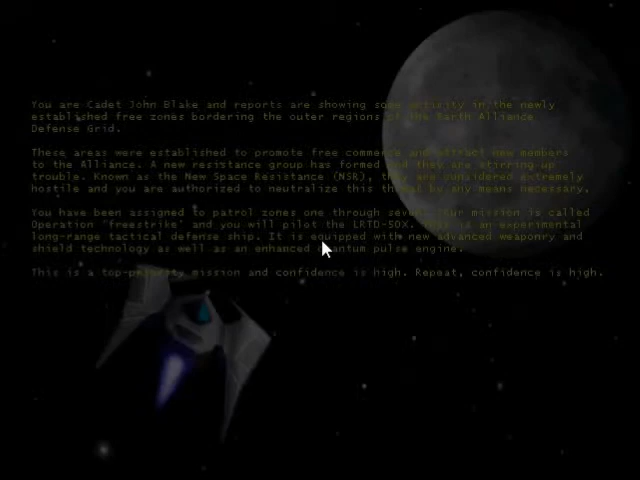 You are Cadet John Blake and reports are showing some activity in the newly
established free zones bordering the outer regions of the Earth Alliance
Defense Grid.
These areas were established to promote free commerce and attract new members
to the Alliance. A new resistance group has formed and they are stirring up
trouble. Known as the New Space Resistance (NSR), they are considered extremely
hostile and you are authorized to neutralize this threat by any means necessary.
You have been assigned to patrol zones one through seven. Your mission is called
Operation 'freestrike' and you will pilot the LRTD-SOX. This is an experimental
long-range tactical defense ship. It is equipped with new advanced weaponry and
shield technology as well as an enhanced quantum pulse engine.
This is a top-priority mission and confidence is high. Repeat, confidence is high.